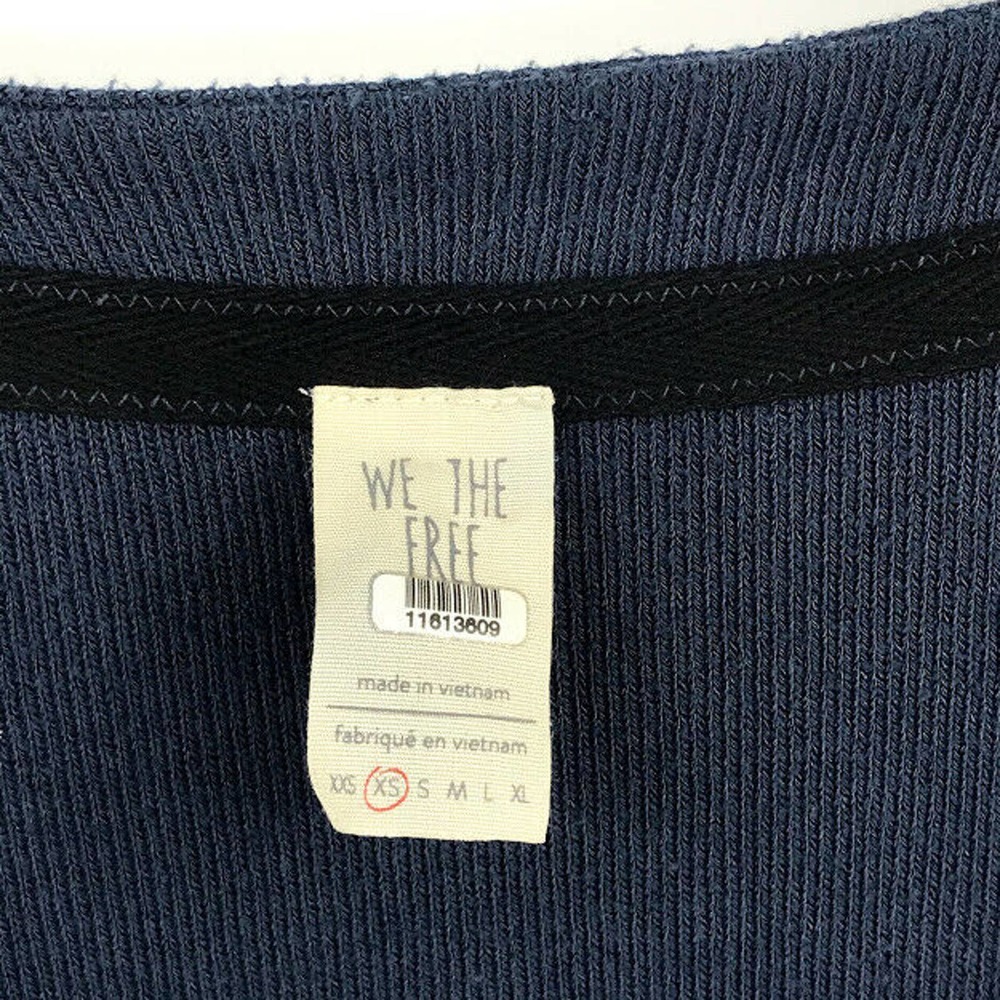 WE THE
FREE
11613609
made in vietnam
fabriqué en vietnam
XXS XS S M L XL